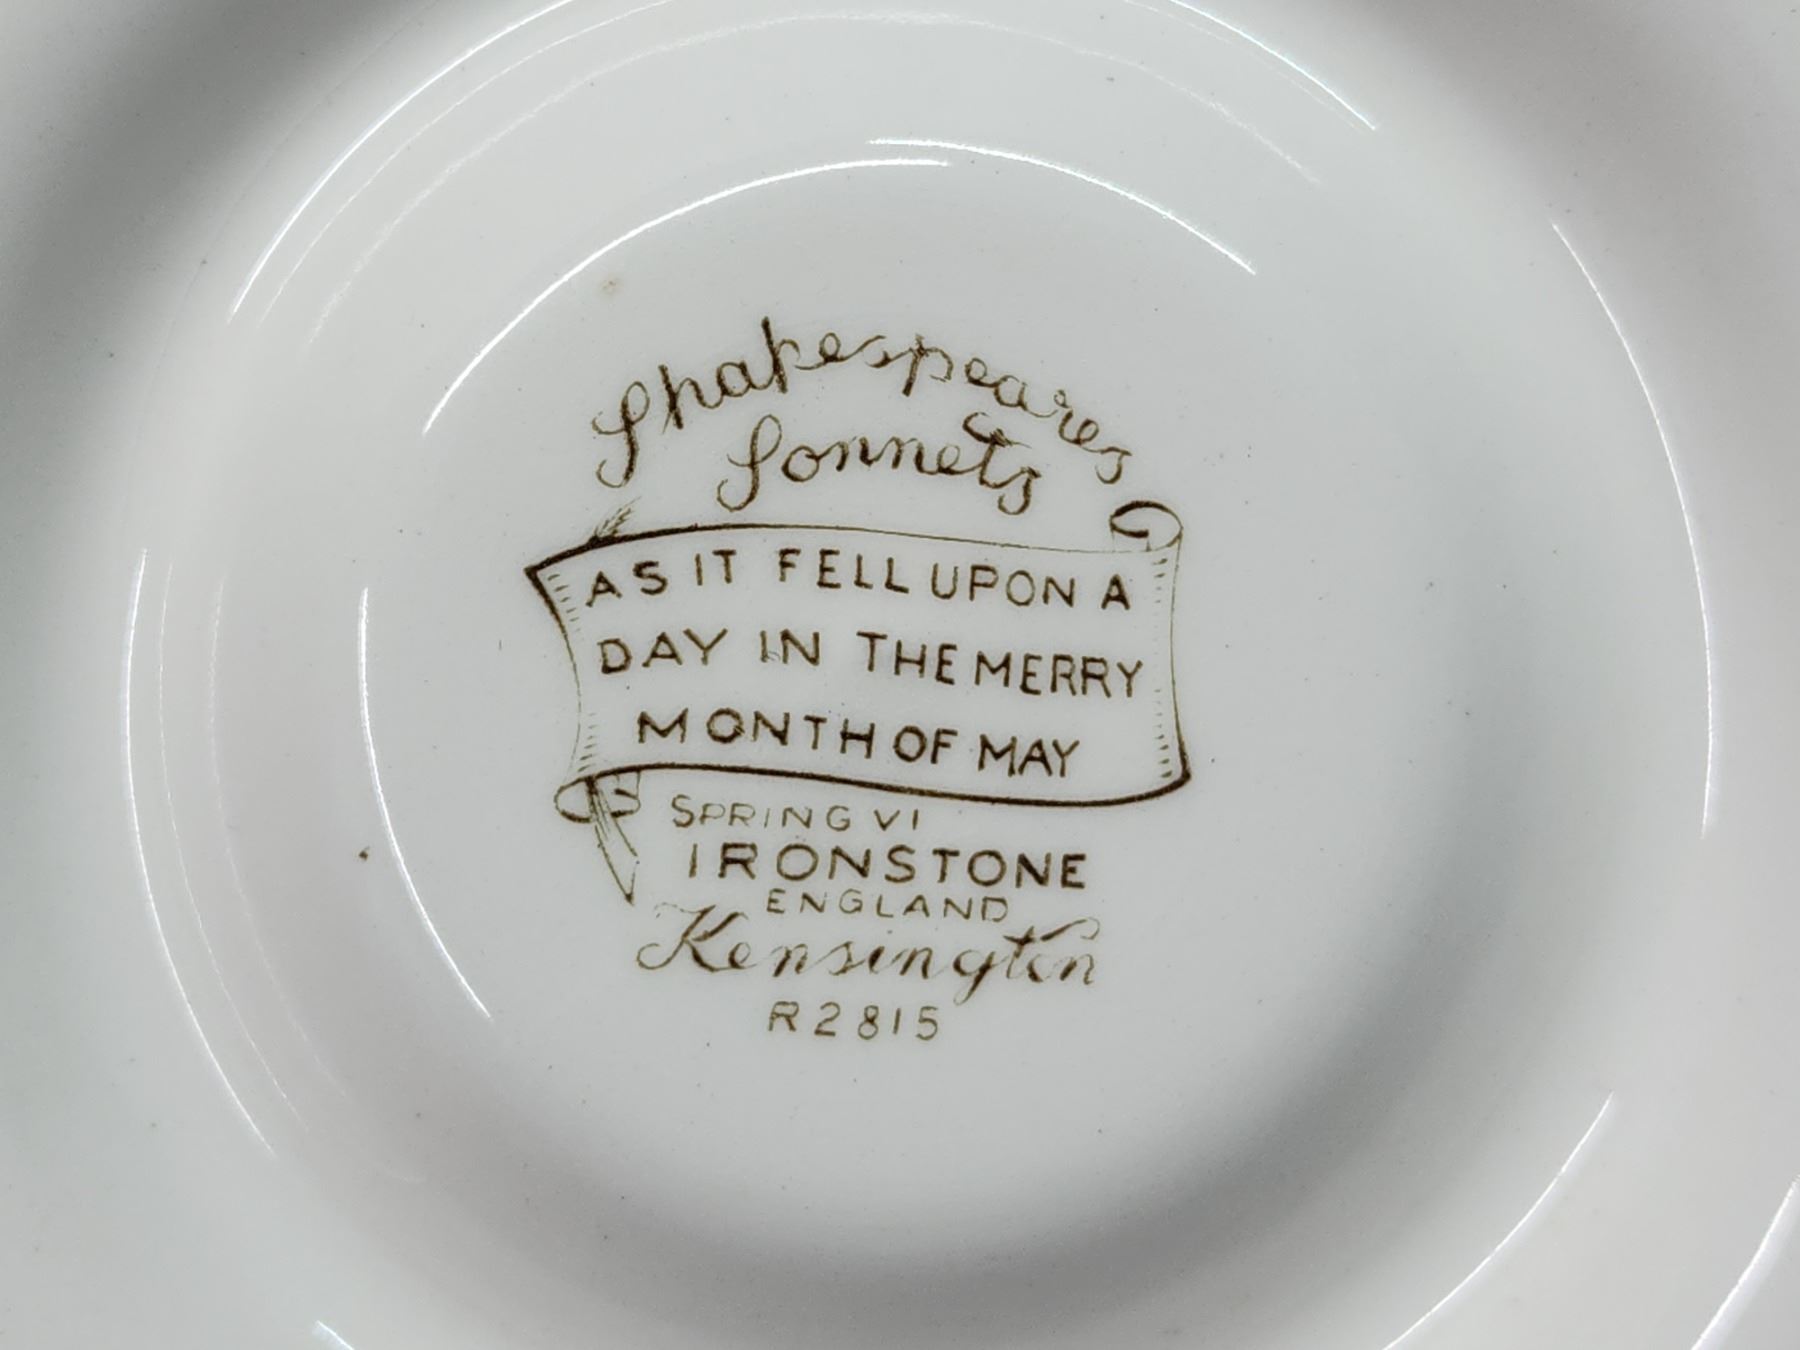 Shakespeares
Sonnets
AS IT FELL UPON A
DAY IN THE MERRY
MONTH OF MAY
SPRING VI
IRONSTONE
ENGLAND
Kensington
R2815